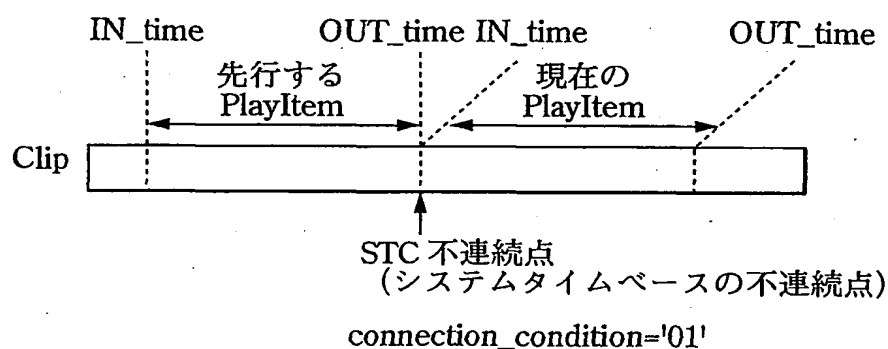 IN_time OUT_time IN_time OUT_time
先行する 現在の
PlayItem PlayItem
Clip
STC 不連続点
(システムタイムベースの不連続点)
connection_condition='01'